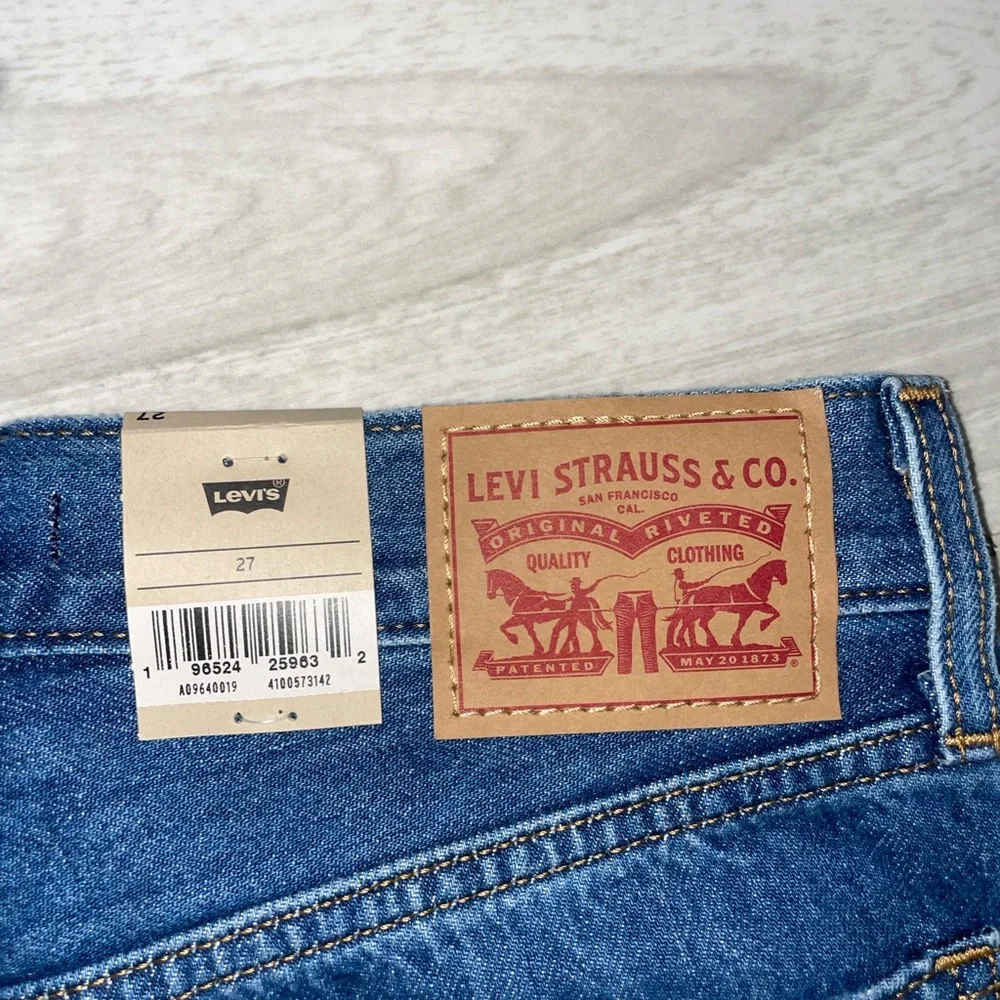 27
LEVI'S®
27
1 96524 25963 2
A09640019 4100573142
LEVI STRAUSS & CO.
SAN FRANCISCO
CAL.
ORIGINAL RIVETED
QUALITY CLOTHING
PATENTED MAY 20 1873 ®